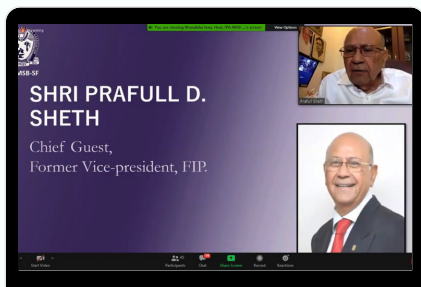 View Options
MSB-SF
SHRI PRAFULL D.
SHETH
Chief Guest,
Former Vice-president, FIP.
Prafull Sheth
Start Video
Participants
Chat
Share Screen
Record
Reactions